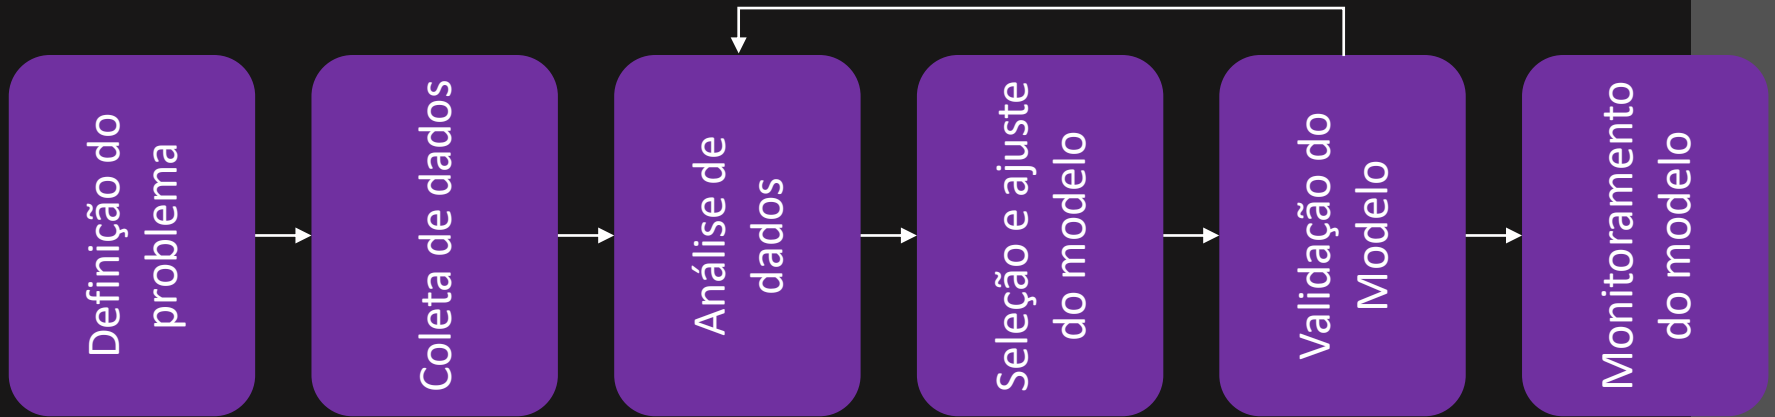 Definição do
problema
Coleta de dados
Análise de
dados
Seleção e ajuste
do modelo
Validação do
Modelo
Monitoramento
do modelo